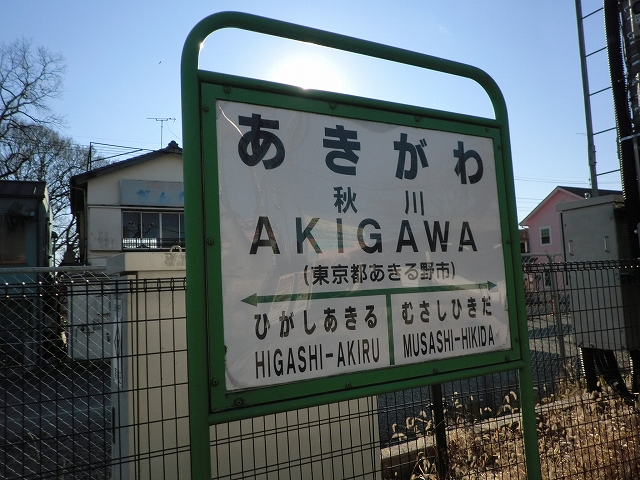 あきがわ
秋川
AKIGAWA
(東京都あきる野市)
ひがしあきる むさしひきだ
HIGASHI-AKIRU MUSASHI-HIKIDA